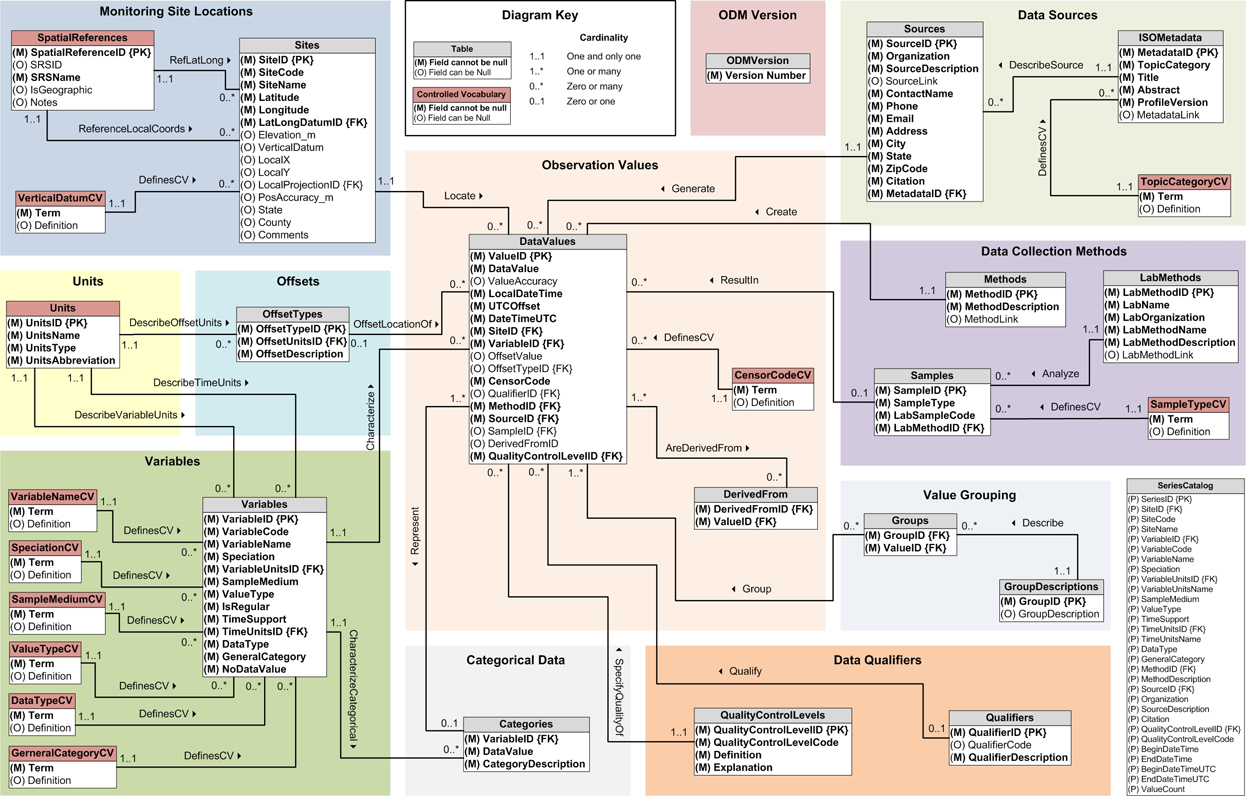 Monitoring Site Locations
SpatialReferences
(M) SpatialReferenceID {PK}
(O) SRSID
(M) SRSName
(O) IsGeographic
(O) Notes
RefLatLong
1..1
0..*
1..1
ReferenceLocalCoords
0..*
Sites
(M) SiteID {PK}
(M) SiteCode
(M) SiteName
(M) Latitude
(M) Longitude
(M) LatLongDatumID {FK}
(O) Elevation_m
(O) VerticalDatum
(O) LocalX
(O) LocalY
(O) LocalProjectionID {FK}
(O) PosAccuracy_m
(O) State
(O) County
(O) Comments
VerticalDatumCV
(M) Term
(O) Definition
DefinesCV
1..1
0..*
1..1
Diagram Key
Table
(M) Field cannot be null
(O) Field can be Null
Controlled Vocabulary
(M) Field cannot be null
(O) Field can be Null
Cardinality
1..1 One and only one
1..* One or many
0..* Zero or many
0..1 Zero or one
ODM Version
ODMVersion
(M) Version Number
Data Sources
Sources
(M) SourceID {PK}
(M) Organization
(M) SourceDescription
(O) SourceLink
(M) ContactName
(M) Phone
(M) Email
(M) Address
(M) City
(M) State
(M) ZipCode
(M) Citation
(M) MetadataID {FK}
DescribeSource
1..1
0..*
0..*
ISOMetadata
(M) MetadataID {PK}
(M) TopicCategory
(M) Title
(M) Abstract
(M) ProfileVersion
(O) MetadataLink
DefinesCV
1..1
TopicCategoryCV
(M) Term
(O) Definition
1..1
Observation Values
Locate
Generate
Create
0..*
0..*
0..*
DataValues
(M) ValueID {PK}
(M) DataValue
(O) ValueAccuracy
(M) LocalDateTime
(M) UTCOffset
(M) DateTimeUTC
(M) SiteID {FK}
(M) VariableID {FK}
(O) OffsetValue
(O) OffsetTypeID {FK}
(M) CensorCode
(O) QualifierID {FK}
(M) MethodID {FK}
(M) SourceID {FK}
(O) SampleID {FK}
(O) DerivedFromID
(M) QualityControlLevelID {FK}
0..*
0..*
1..*
0..*
ResultIn
0..*
DefinesCV
1..1
CensorCodeCV
(M) Term
(O) Definition
1..*
AreDerivedFrom
0..*
DerivedFrom
(M) DerivedFromID {FK}
(M) ValueID {FK}
0..*
0..*
1..*
Data Collection Methods
Methods
(M) MethodID {PK}
(M) MethodDescription
(O) MethodLink
1..1
LabMethods
(M) LabMethodID {PK}
(M) LabName
(M) LabOrganization
(M) LabMethodName
(M) LabMethodDescription
(O) LabMethodLink
1..1
Analyze
0..*
Samples
(M) SampleID {PK}
(M) SampleType
(M) LabSampleCode
(M) LabMethodID {FK}
0..1
0..*
DefinesCV
1..1
SampleTypeCV
(M) Term
(O) Definition
Units
Units
(M) UnitsID {PK}
(M) UnitsName
(M) UnitsType
(M) UnitsAbbreviation
1..1
1..1
1..1
Offsets
DescribeOffsetUnits
0..*
OffsetTypes
(M) OffsetTypeID {PK}
(M) OffsetUnitsID {FK}
(M) OffsetDescription
OffsetLocationOf
0..1
DescribeTimeUnits
DescribeVariableUnits
Characterize
Variables
0..*
0..*
VariableNameCV
(M) Term
(O) Definition
1..1
DefinesCV
0..*
SpeciationCV
(M) Term
(O) Definition
1..1
DefinesCV
0..*
SampleMediumCV
(M) Term
(O) Definition
1..1
DefinesCV
0..*
ValueTypeCV
(M) Term
(O) Definition
1..1
DefinesCV
0..*
DataTypeCV
(M) Term
(O) Definition
1..1
DefinesCV
0..*
GerneralCategoryCV
(M) Term
(O) Definition
1..1
DefinesCV
0..*
Variables
(M) VariableID {PK}
(M) VariableCode
(M) VariableName
(M) Speciation
(M) VariableUnitsID {FK}
(M) SampleMedium
(M) ValueType
(M) IsRegular
(M) TimeSupport
(M) TimeUnitsID {FK}
(M) DataType
(M) GeneralCategory
(M) NoDataValue
1..1
1..1
CharacterizeCategorical
Represent
Categorical Data
0..1
0..*
Categories
(M) VariableID {FK}
(M) DataValue
(M) CategoryDescription
SpecifyQualityOf
Data Qualifiers
Qualify
1..1
QualityControlLevels
(M) QualityControlLevelID {PK}
(M) QualityControlLevelCode
(M) Definition
(M) Explanation
0..1
Qualifiers
(M) QualifierID {PK}
(O) QualifierCode
(M) QualifierDescription
Value Grouping
Group
0..*
Groups
(M) GroupID {FK}
(M) ValueID {FK}
0..*
Describe
1..1
GroupDescriptions
(M) GroupID {PK}
(O) GroupDescription
SeriesCatalog
(P) SeriesID {PK}
(P) SiteID {FK}
(P) SiteCode
(P) SiteName
(P) VariableID {FK}
(P) VariableCode
(P) VariableName
(P) Speciation
(P) VariableUnitsID {FK}
(P) VariableUnitsName
(P) SampleMedium
(P) ValueType
(P) TimeSupport
(P) TimeUnitsID {FK}
(P) TimeUnitsName
(P) DataType
(P) GeneralCategory
(P) MethodID {FK}
(P) MethodDescription
(P) SourceID {FK}
(P) Organization
(P) SourceDescription
(P) Citation
(P) QualityControlLevelID {FK}
(P) QualityControlLevelCode
(P) BeginDateTime
(P) EndDateTime
(P) BeginDateTimeUTC
(P) EndDateTimeUTC
(P) ValueCount